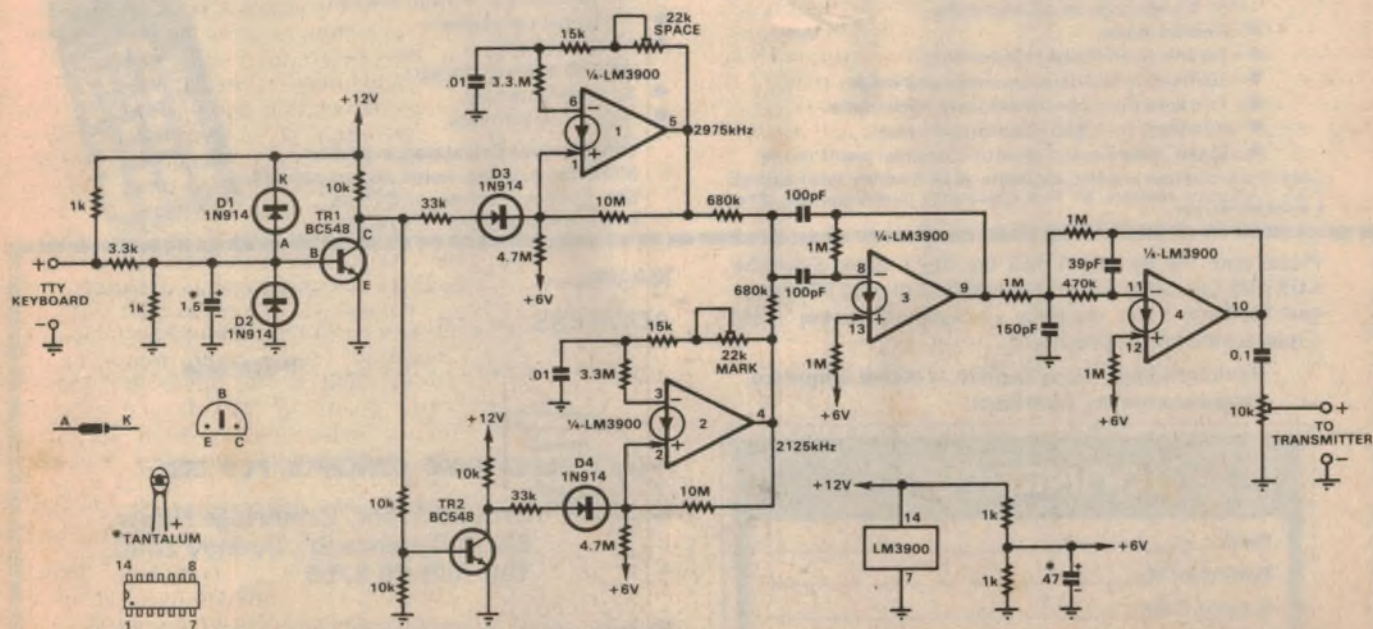 22k
SPACE
15k
.01
3.3.M
¼-LM3900
6
−
1
5
2975kHz
+
1
+12V
10k
1k
K
D1
1N914
A
TR1
BC548
C
B
E
33k
D3
1N914
10M
680k
4.7M
+6V
+
3.3k
TTY
KEYBOARD
−
1k
*
1.5
+
D2
1N914
100pF
1M
¼-LM3900
100pF
8
−
3
9
13
+
1M
+6V
680k
1M
39pF
¼-LM3900
1M
470k
11
−
4
10
12
+
150pF
1M
+6V
0.1
10k
+
TO
TRANSMITTER
−
15k
22k
MARK
.01
3.3M
3
−
¼-LM3900
2
4
2
+
2125kHz
+12V
10k
10k
TR2
BC548
33k
D4
1N914
10M
4.7M
+6V
10k
A
K
B
E
C
+
*TANTALUM
14
8
1
7
+12V
14
LM3900
7
1k
+6V
1k
*
47
+
−